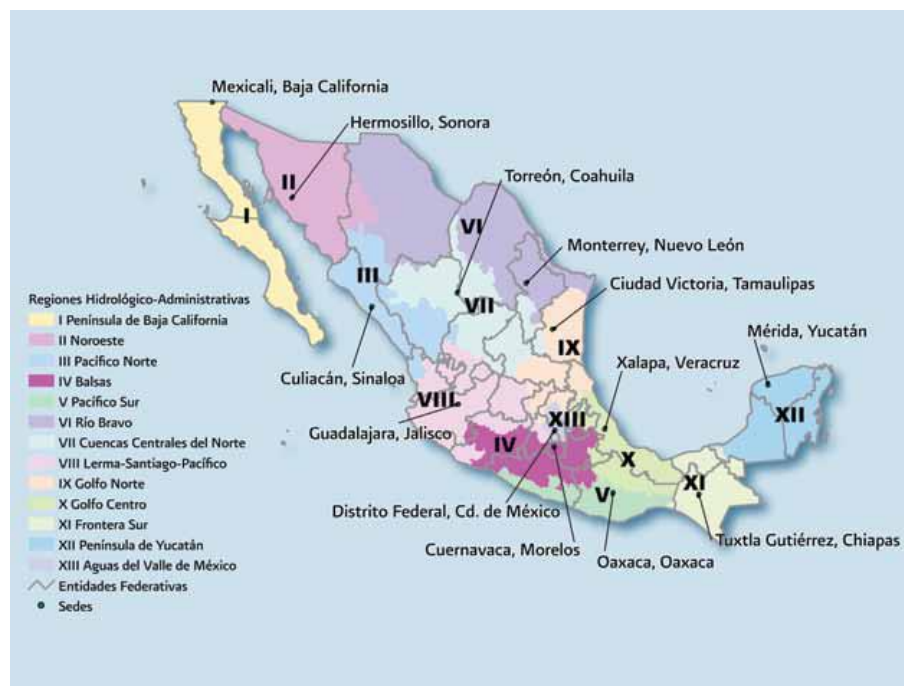 Mexicali, Baja California
Hermosillo, Sonora
Torreón, Coahuila
II
I
VI
Monterrey, Nuevo León
III
Ciudad Victoria, Tamaulipas
VII
Regiones Hidrológico-Administrativas
I Península de Baja California
II Noroeste
III Pacífico Norte
IV Balsas
V Pacífico Sur
VI Río Bravo
VII Cuencas Centrales del Norte
VIII Lerma-Santiago-Pacífico
IX Golfo Norte
X Golfo Centro
XI Frontera Sur
XII Península de Yucatán
XIII Aguas del Valle de México
Entidades Federativas
Sedes
Mérida, Yucatán
IX
Xalapa, Veracruz
Culiacán, Sinaloa
VIII
XIII
XII
Guadalajara, Jalisco
IV
X
XI
V
Distrito Federal, Cd. de México
Tuxtla Gutiérrez, Chiapas
Cuernavaca, Morelos
Oaxaca, Oaxaca